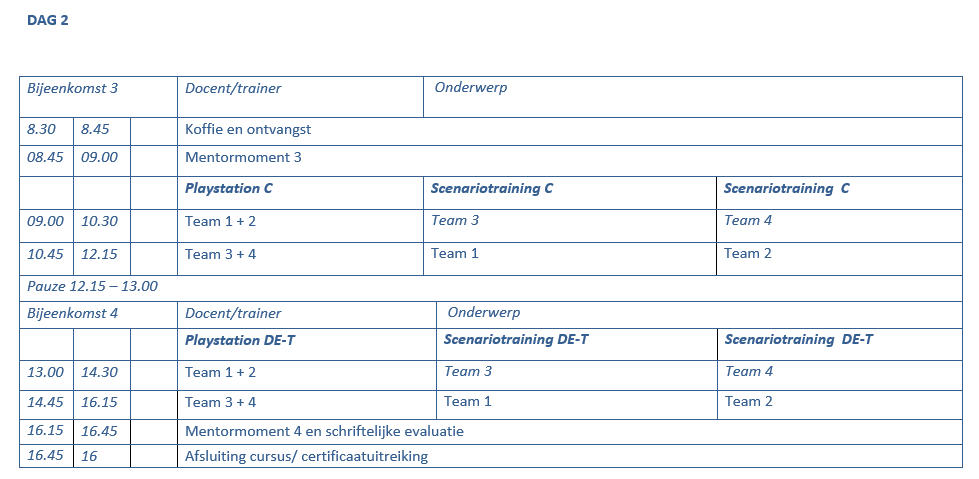 DAG 2
Bijeenkomst 3 Docent/trainer Onderwerp
8.30 8.45 Koffie en ontvangst
08.45 09.00 Mentormoment 3
Playstation C Scenariotraining C Scenariotraining C
09.00 10.30 Team 1 + 2 Team 3 Team 4
10.45 12.15 Team 3 + 4 Team 1 Team 2
Pauze 12.15 – 13.00
Bijeenkomst 4 Docent/trainer Onderwerp
Playstation DE-T Scenariotraining DE-T Scenariotraining DE-T
13.00 14.30 Team 1 + 2 Team 3 Team 4
14.45 16.15 Team 3 + 4 Team 1 Team 2
16.15 16.45 Mentormoment 4 en schriftelijke evaluatie
16.45 16 Afsluiting cursus/ certificaatuitreiking